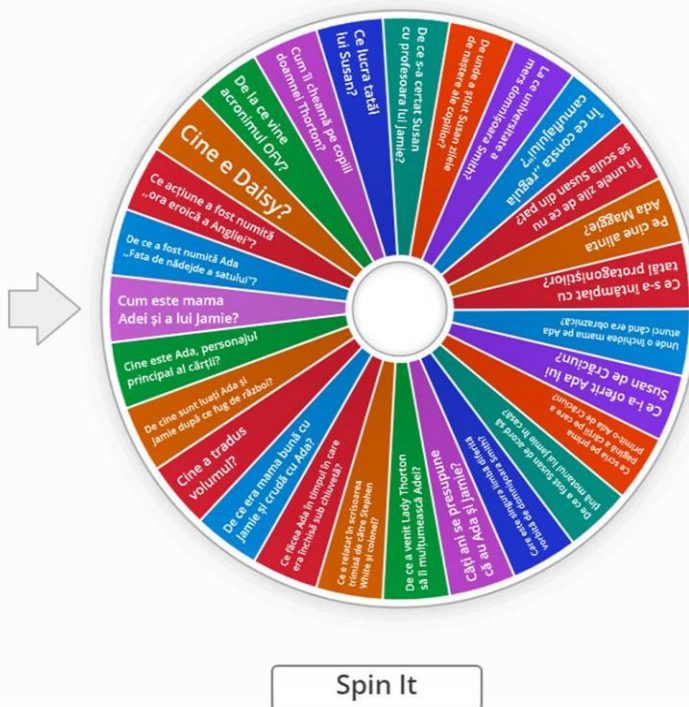 Ce lucra tatăl
lui Susan?
De ce s-a certat Susan
cu profesoara lui Jamie?
De unde a știut Susan zilele
de naștere ale copiilor?
La ce universitate a
mers domnișoara Smith?
În ce consta „regula
camuflajului”?
În unele zile de ce nu
se scula Susan din pat?
Pe cine alinta
Ada Maggie?
Ce s-a întâmplat cu
tatăl protagoniștilor?
Unde o închidea mama pe Ada
atunci când era obraznică?
Ce i-a oferit Ada lui
Susan de Crăciun?
Ce scria pe prima
pagină a cărții pe care a
primit-o Ada de Crăciun?
De ce a fost Susan de acord să
țină motanul lui Jamie în casă?
Care este singura limbă diferită
vorbită de domnișoara Smith?
Câți ani se presupune
că au Ada și Jamie?
De ce a venit Lady Thorton
să îi mulțumească Adei?
Ce e relatat în scrisoarea
trimisă de către Stephen
White și colonel?
Ce făcea Ada în timpul în care
era închisă sub chiuvetă?
De ce era mama bună cu
Jamie și crudă cu Ada?
Cine a tradus
volumul?
De cine sunt luați Ada și
Jamie după ce fug de război?
Cine este Ada, personajul
principal al cărții?
Cum este mama
Adei și a lui Jamie?
De ce a fost numită Ada
„Fata de nădejde a satului”?
Ce acțiune a fost numită
„ora eroică a Angliei”?
Cine e Daisy?
De la ce vine
acronimul OFV?
Cum îi cheamă pe copiii
doamnei Thorton?
Spin It